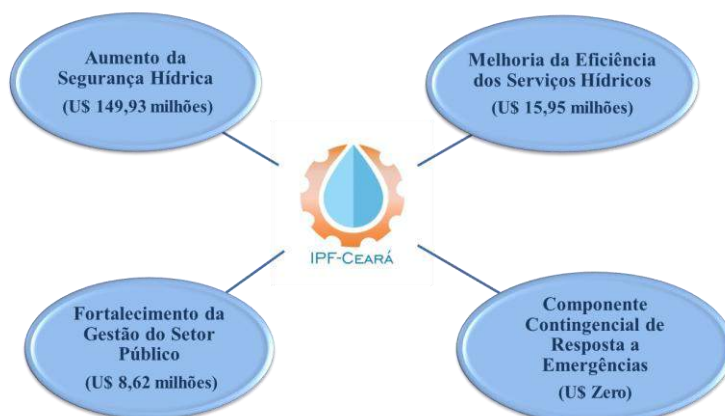 Aumento da
Segurança Hídrica
(U$ 149,93 milhões)
Melhoria da Eficiência
dos Serviços Hídricos
(U$ 15,95 milhões)
IPF-CEARÁ
Fortalecimento da
Gestão do Setor
Público
(U$ 8,62 milhões)
Componente
Contingencial de
Resposta a
Emergências
(U$ Zero)